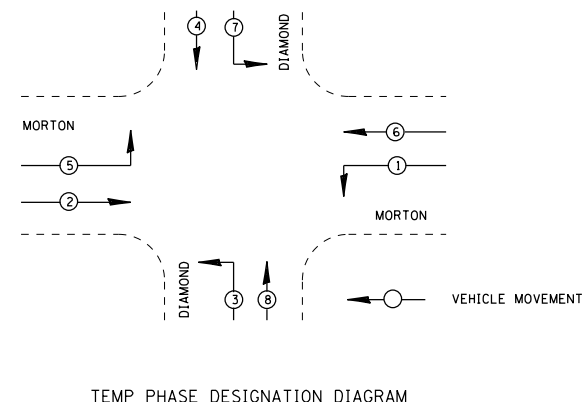 4
7
DIAMOND
MORTON
6
5
1
2
MORTON
DIAMOND
3
8
VEHICLE MOVEMENT
TEMP PHASE DESIGNATION DIAGRAM